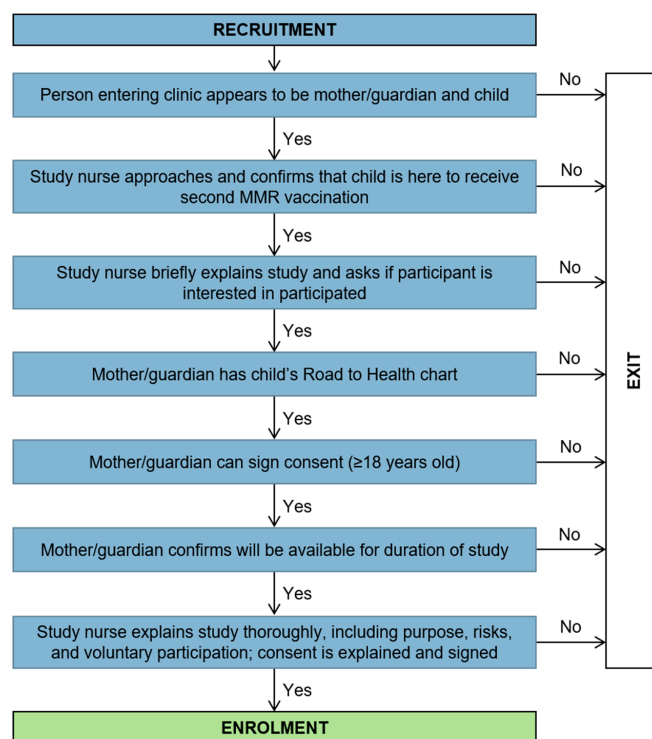 RECRUITMENT
Person entering clinic appears to be mother/guardian and child
No
Yes
Study nurse approaches and confirms that child is here to receive
second MMR vaccination
No
Yes
Study nurse briefly explains study and asks if participant is
interested in participated
No
Yes
Mother/guardian has child's Road to Health chart
No
Yes
Mother/guardian can sign consent (≥18 years old)
No
Yes
Mother/guardian confirms will be available for duration of study
No
Yes
Study nurse explains study thoroughly, including purpose, risks,
and voluntary participation; consent is explained and signed
No
Yes
EXIT
ENROLMENT